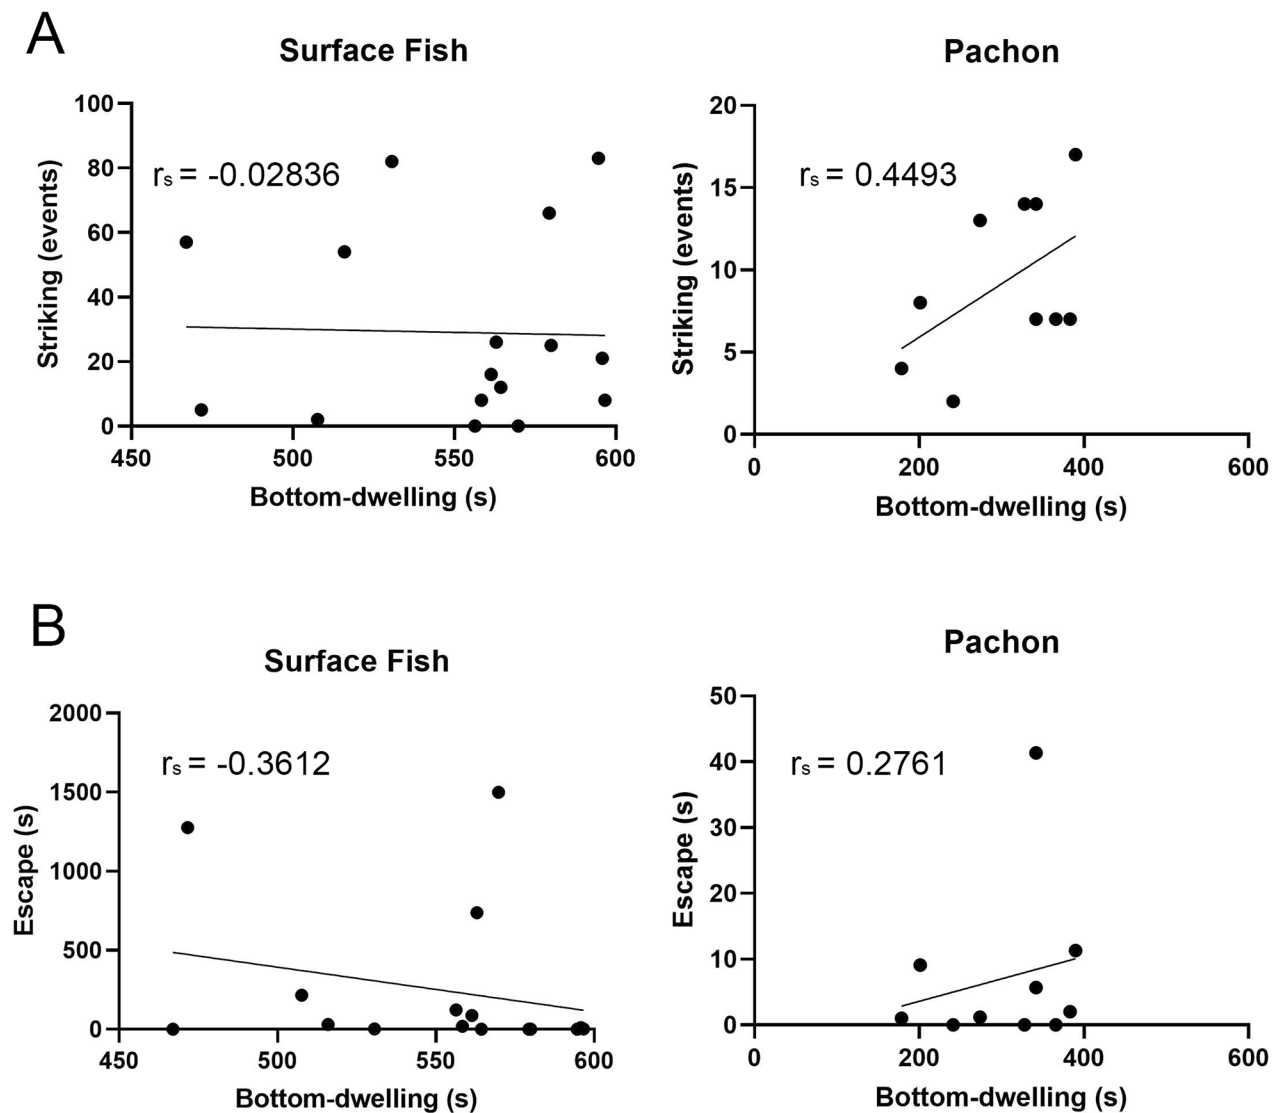 A
Surface Fish
100
80
60
40
20
0
Striking (events)
rs = -0.02836
450 500 550 600
Bottom-dwelling (s)
Pachon
20
15
10
5
0
Striking (events)
rs = 0.4493
0 200 400 600
Bottom-dwelling (s)
B
Surface Fish
2000
1500
1000
500
0
Escape (s)
rs = -0.3612
450 500 550 600
Bottom-dwelling (s)
Pachon
50
40
30
20
10
0
Escape (s)
rs = 0.2761
0 200 400 600
Bottom-dwelling (s)